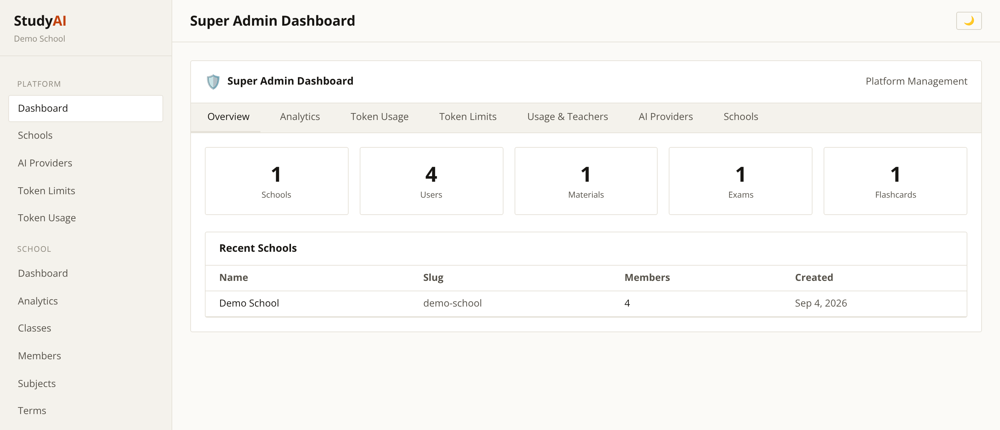 StudyAI
Demo School
PLATFORM
Dashboard
Schools
AI Providers
Token Limits
Token Usage
SCHOOL
Dashboard
Analytics
Classes
Members
Subjects
Terms
Super Admin Dashboard
Super Admin Dashboard
Platform Management
Overview Analytics Token Usage Token Limits Usage & Teachers AI Providers Schools
1 4 1 1 1
Schools Users Materials Exams Flashcards
Recent Schools
Name Slug Members Created
Demo School demo-school 4 Sep 4, 2026